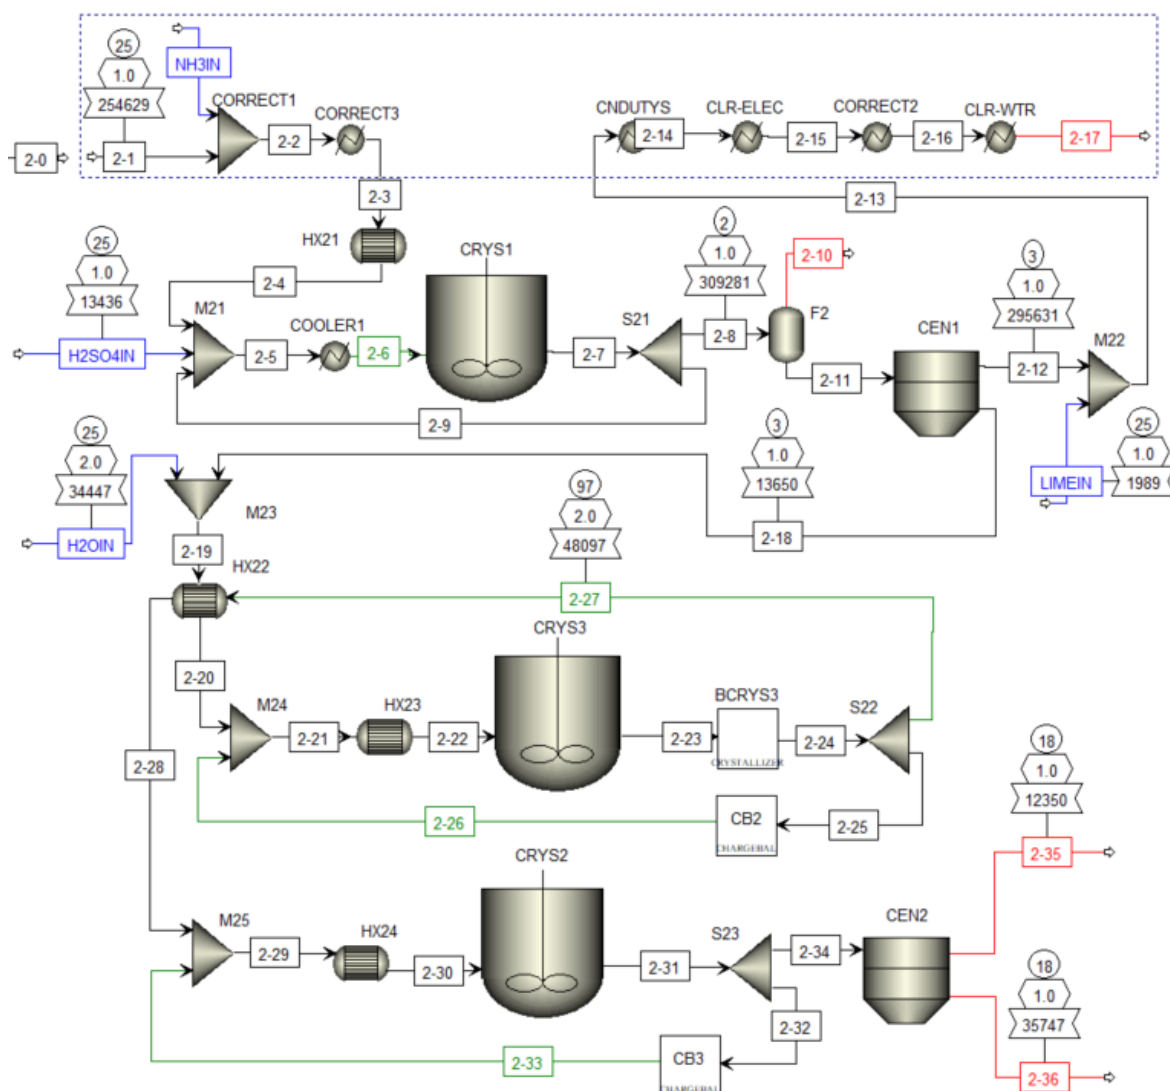 25
NH3IN
1.0
254629
CORRECT1
CORRECT3
CNDUTYS
CLR-ELEC
CORRECT2
CLR-WTR
2-0
2-1
2-2
2-14
2-15
2-16
2-17
2-3
2-13
HX21
CRYS1
25
1.0
13436
2-4
M21
COOLER1
H2SO4IN
2-5
2-6
2-7
S21
2
1.0
309281
2-8
2-10
F2
3
1.0
295631
CEN1
2-11
2-12
M22
2-9
25
2.0
34447
H2OIN
M23
3
1.0
13650
2-18
25
1.0
1989
LIMEIN
97
2.0
48097
2-19
HX22
2-27
CRYS3
2-20
M24
HX23
BCRYS3
S22
2-21
2-22
2-23
CRYSTALLIZER
2-24
2-28
2-26
CB2
CHARGEBAL
2-25
18
1.0
12350
2-35
CRYS2
M25
HX24
S23
CEN2
2-29
2-30
2-31
2-34
2-32
18
1.0
35747
2-33
CB3
CHARGEBAL
2-36